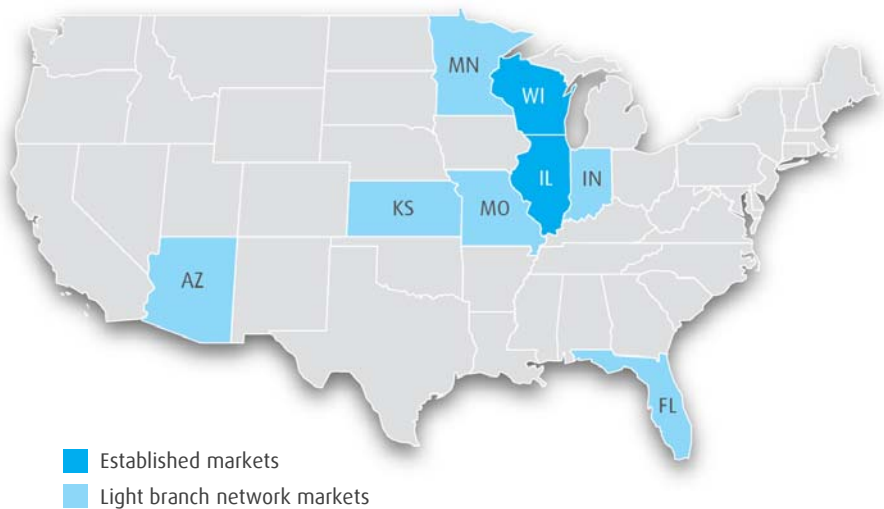 MN
WI
IL
IN
KS
MO
AZ
FL
Established markets
Light branch network markets